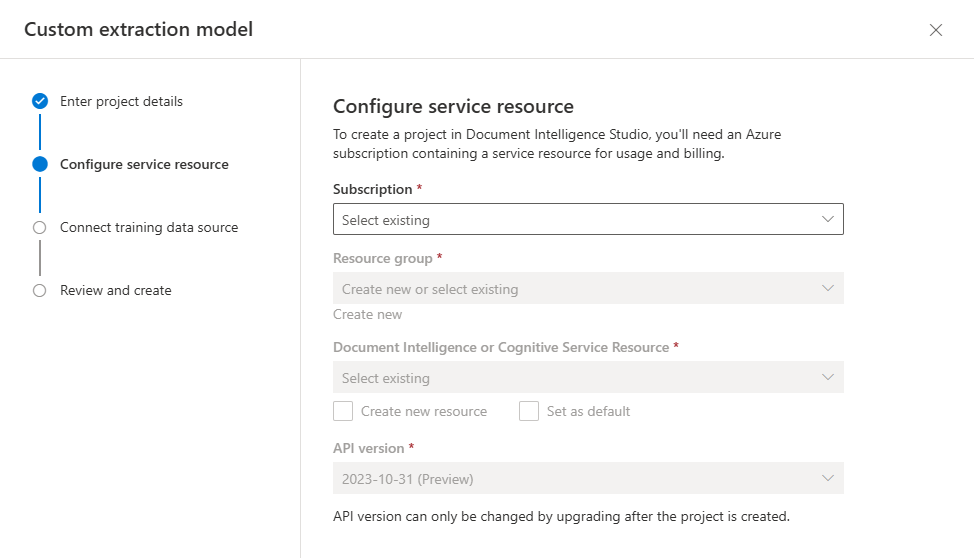 Custom extraction model
Enter project details
Configure service resource
Connect training data source
Review and create
Configure service resource
To create a project in Document Intelligence Studio, you'll need an Azure
subscription containing a service resource for usage and billing.
Subscription *
Select existing
Resource group *
Create new or select existing
Create new
Document Intelligence or Cognitive Service Resource *
Select existing
Create new resource Set as default
API version *
2023-10-31 (Preview)
API version can only be changed by upgrading after the project is created.